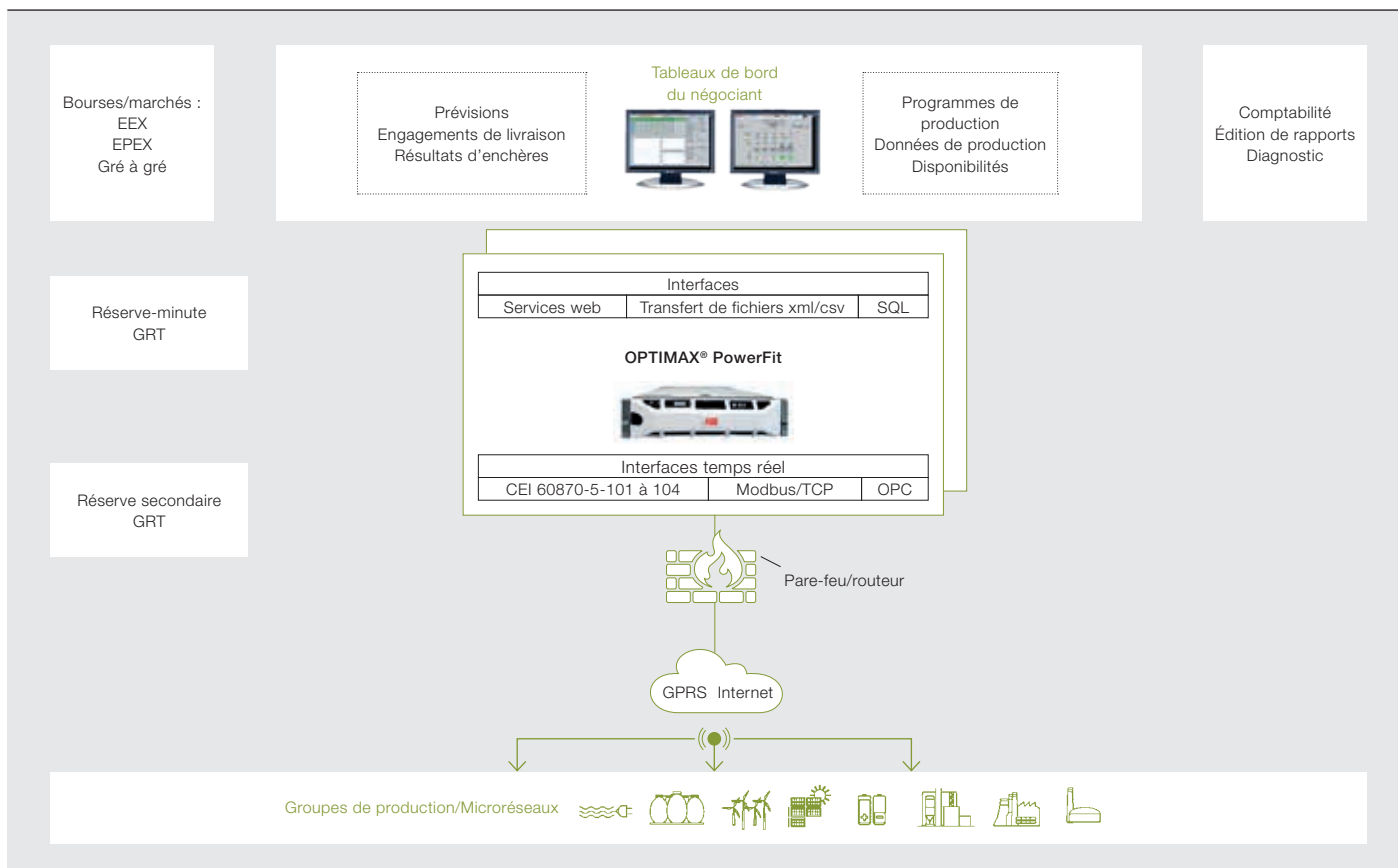 Bourses/marchés :
EEX
EPEX
Gré à gré
Prévisions
Engagements de livraison
Résultats d'enchères
Tableaux de bord
du négociant
Programmes de
production
Données de production
Disponibilités
Comptabilité
Édition de rapports
Diagnostic
Réserve-minute
GRT
Réserve secondaire
GRT
Interfaces
Services web Transfert de fichiers xml/csv SQL
OPTIMAX® PowerFit
ABB
Interfaces temps réel
CEI 60870-5-101 à 104 Modbus/TCP OPC
Pare-feu/routeur
GPRS Internet
Groupes de production/Microréseaux